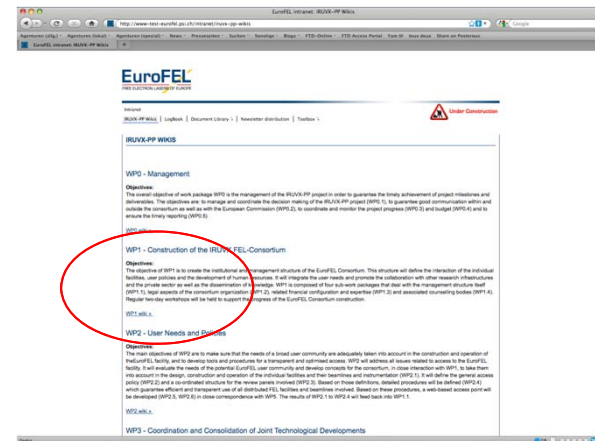 EuroFEL intranet: IRUVX-PP Wikis
http://www-test-eurofel.psi.ch/intranet/iruvx-pp-wikis
Google
Agenturen (allg.) Agenturen (lokal) Agenturen (spezial) News Presseseiten Suchen Sonstige Blogs FTD-Online FTD Access Portal
EuroFEL intranet: IRUVX-PP Wikis
EuroFEL
FREE ELECTRON LASERS OF EUROPE
Intranet
Under Construction
IRUVX-PP Wikis | LogBook | Document Library > | Newsletter distribution | Toolbox >
IRUVX-PP WIKIS
WP0 - Management
Objectives:
The overall objective of work package WP0 is the management of the IRUVX-PP project in order to guarantee the timely achievement of project milestones and
deliverables. The objectives are: to manage and coordinate the decision making of the IRUVX-PP project (WP0.1), to guarantee good communication within and
outside the consortium as well as with the European Commission (WP0.2), to coordinate and monitor the project progress (WP0.3) and budget (WP0.4) and to
ensure the timely reporting (WP0.5)
WP0 wiki »
WP1 - Construction of the IRUVX FEL-Consortium
Objectives:
The objective of WP1 is to create the institutional and management structure of the EuroFEL Consortium. This structure will define the interaction of the individual
facilities, user policies and the development of human resources. It will integrate the user needs and promote the collaboration with other research infrastructures
and the private sector as well as the dissemination of knowledge. WP1 is composed of four sub-work packages that deal with the management structure itself
(WP1.1), legal aspects of the consortium organization (WP1.2), related financial configuration and expertise (WP1.3) and associated counselling bodies (WP1.4).
Regular two-day workshops will be held to support the progress of the EuroFEL Consortium construction.
WP1 wiki »
WP2 - User Needs and Policies
Objectives:
The main objectives of WP2 are to make sure that the needs of a broad user community are adequately taken into account in the construction and operation of
theEuroFEL facility, and to develop tools and procedures for a transparent and optimised access. WP2 will address all issues related to access to the EuroFEL
facility. It will evaluate the needs of the potential EuroFEL user community and develop concepts for the consortium, in close interaction with WP1, to take them
into account in the design, construction and operation of the individual facilities and their beamlines and instrumentation (WP2.1). It will define the general access
policy (WP2.2) and a co-ordinated structure for the review panels involved (WP2.3). Based on those definitions, detailed procedures will be defined (WP2.4)
which guarantee efficient and transparent use of all distributed FEL facilities and beamlines involved. Based on these procedures, a web-based access point will
be developed (WP2.5, WP2.6) in close correspondence with WP5. The results of WP2.1 to WP2.4 will feed back into WP1.1.
WP2 wiki »
WP3 - Coordination and Consolidation of Joint Technological Developments